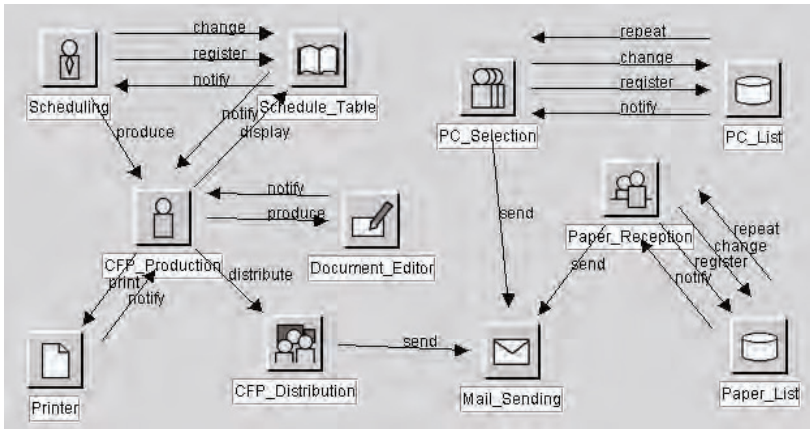 change
register
notify
Scheduling
Schedule_Table
produce
notify
display
notify
produce
CFP_Production
Document_Editor
print
notify
distribute
Printer
CFP_Distribution
send
Mail_Sending
repeat
change
register
notify
PC_Selection
PC_List
send
Paper_Reception
send
repeat
change
register
notify
Paper_List